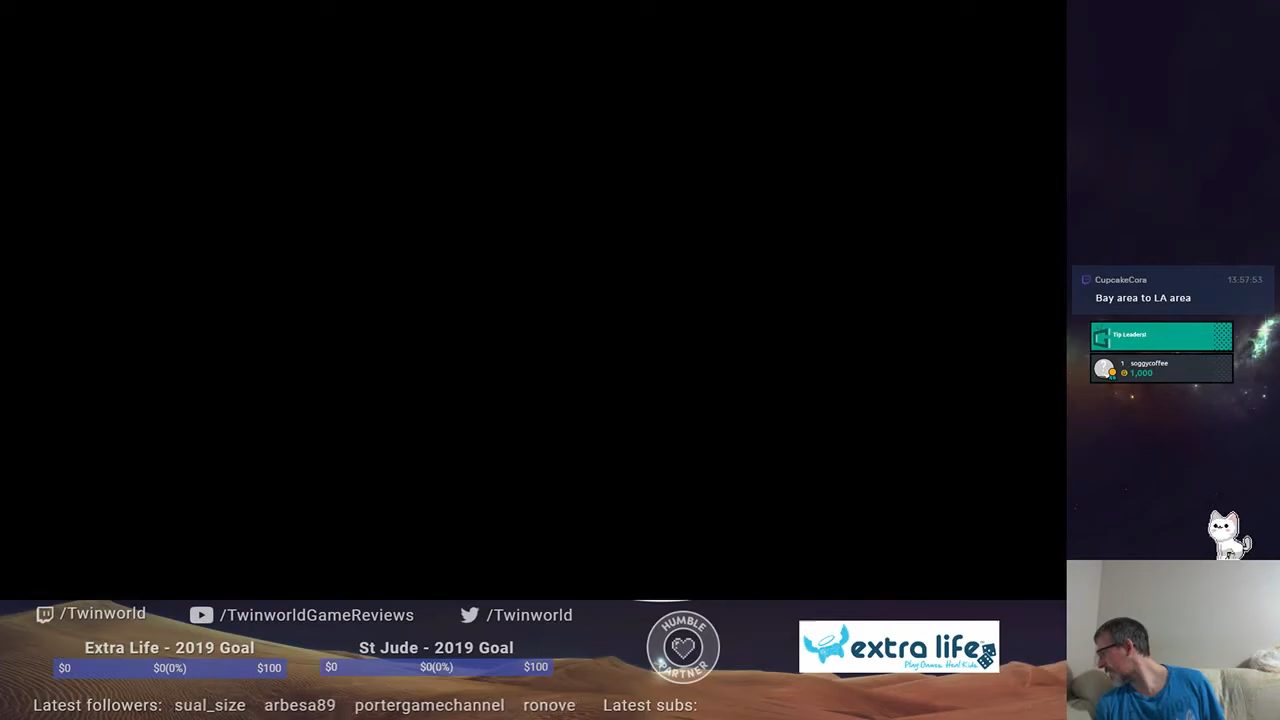 CupcakeCora 13:57:53
Bay area to LA area
Tip Leaders!
1 soggycoffee
1,000
/Twinworld /TwinworldGameReviews /Twinworld
Extra Life - 2019 Goal
$0 $0(0%) $100
St Jude - 2019 Goal
$0 $0(0%) $100
HUMBLE
PARTNER
extra life
Play Games Heal Kids
Latest followers: sual_size arbesa89 portergamechannel ronove Latest subs: